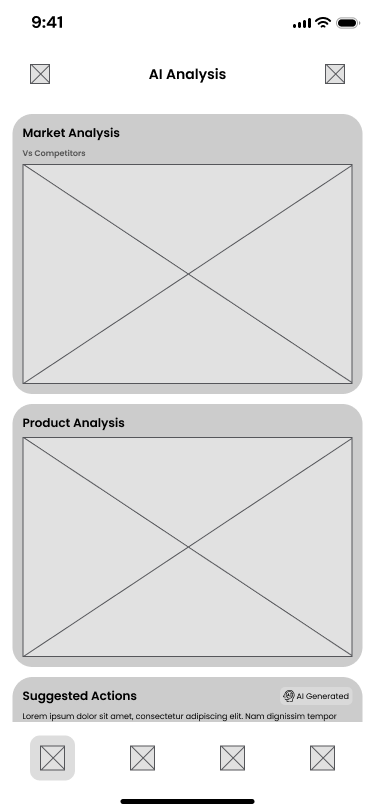 9:41
AI Analysis
Market Analysis
Vs Competitors
Product Analysis
Suggested Actions
AI Generated
Lorem ipsum dolor sit amet, consectetur adipiscing elit. Nam dignissim tempor